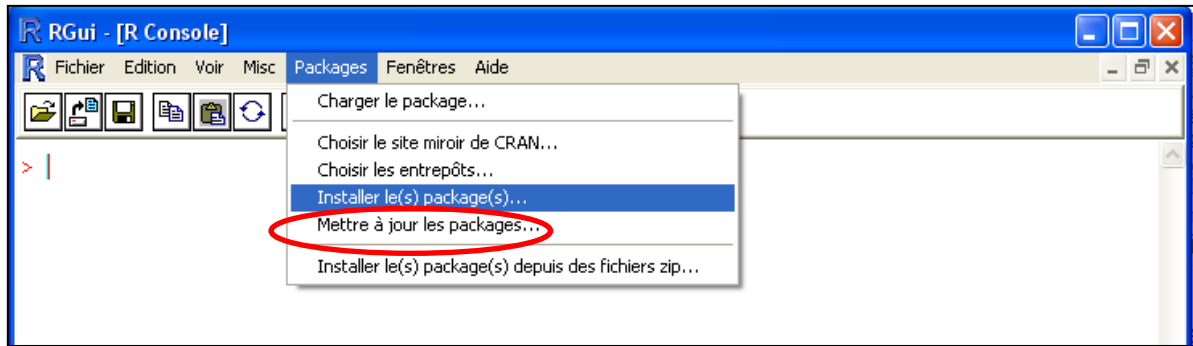 RGui - [R Console]
Fichier Edition Voir Misc Packages Fenêtres Aide
Charger le package...
Choisir le site miroir de CRAN...
Choisir les entrepôts...
Installer le(s) package(s)...
Mettre à jour les packages...
Installer le(s) package(s) depuis des fichiers zip...
>